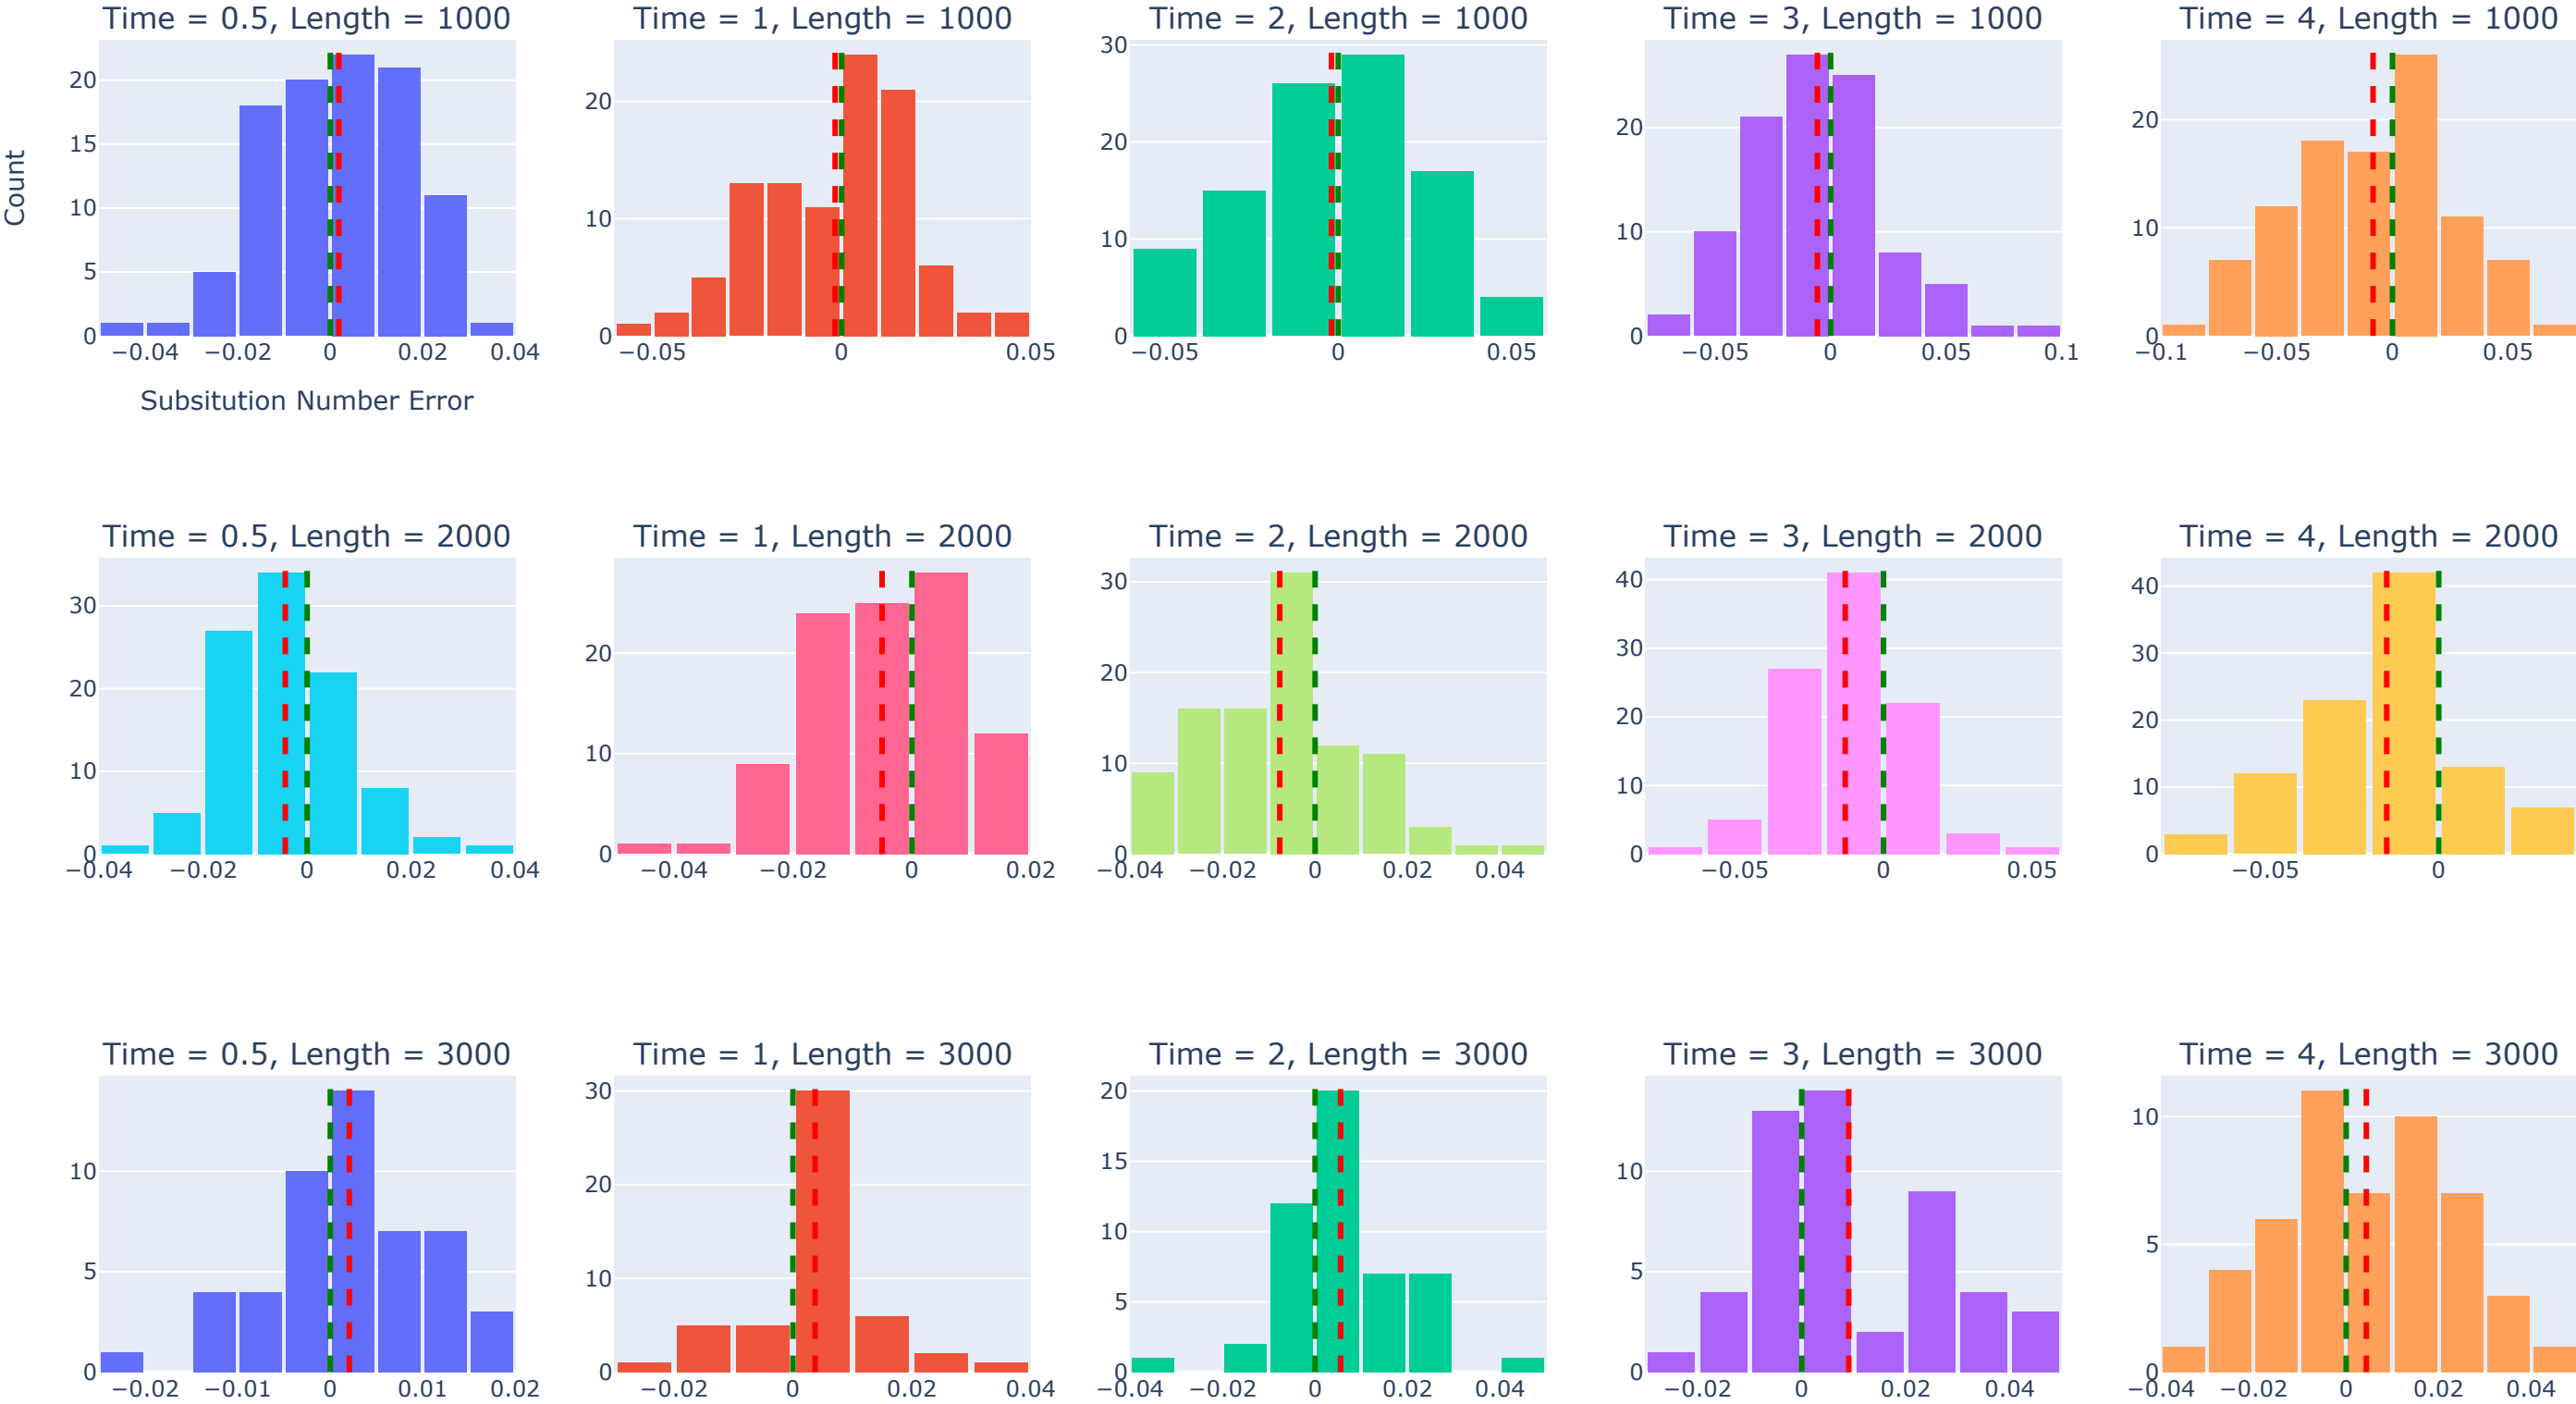 Time = 0.5, Length = 1000
Time = 1, Length = 1000
Time = 2, Length = 1000
Time = 3, Length = 1000
Time = 4, Length = 1000
Count
20
15
10
5
0
−0.04 −0.02 0 0.02 0.04
Subsitution Number Error
20
10
0
−0.05 0 0.05
30
20
10
0
−0.05 0 0.05
20
10
0
−0.05 0 0.05 0.1
20
10
0
−0.1 −0.05 0 0.05
Time = 0.5, Length = 2000
Time = 1, Length = 2000
Time = 2, Length = 2000
Time = 3, Length = 2000
Time = 4, Length = 2000
30
20
10
0
−0.04 −0.02 0 0.02 0.04
20
10
0
−0.04 −0.02 0 0.02
30
20
10
0
−0.04 −0.02 0 0.02 0.04
40
30
20
10
0
−0.05 0 0.05
40
30
20
10
0
−0.05 0
Time = 0.5, Length = 3000
Time = 1, Length = 3000
Time = 2, Length = 3000
Time = 3, Length = 3000
Time = 4, Length = 3000
10
5
0
−0.02 −0.01 0 0.01 0.02
30
20
10
0
−0.02 0 0.02 0.04
20
15
10
5
0
−0.04 −0.02 0 0.02 0.04
10
5
0
−0.02 0 0.02 0.04
10
5
0
−0.04 −0.02 0 0.02 0.04